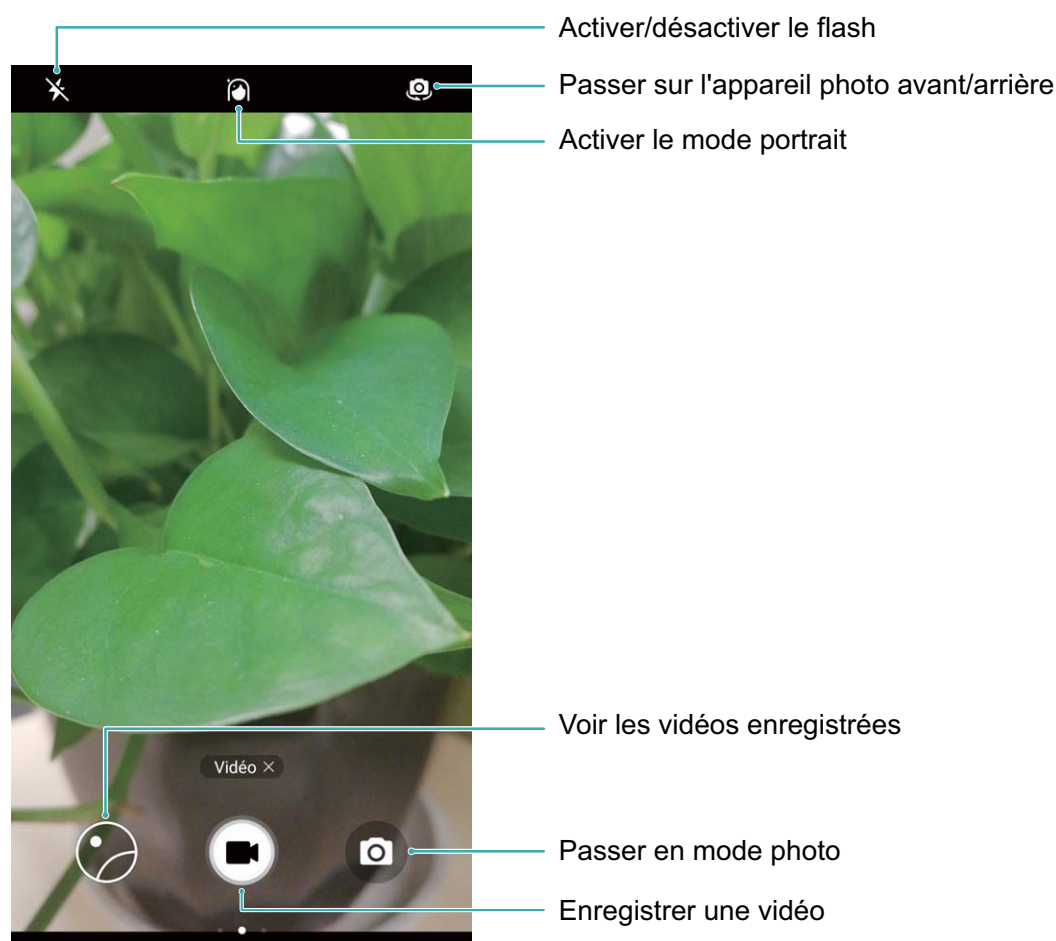 Activer/désactiver le flash
Passer sur l'appareil photo avant/arrière
Activer le mode portrait
Voir les vidéos enregistrées
Vidéo ×
Passer en mode photo
Enregistrer une vidéo